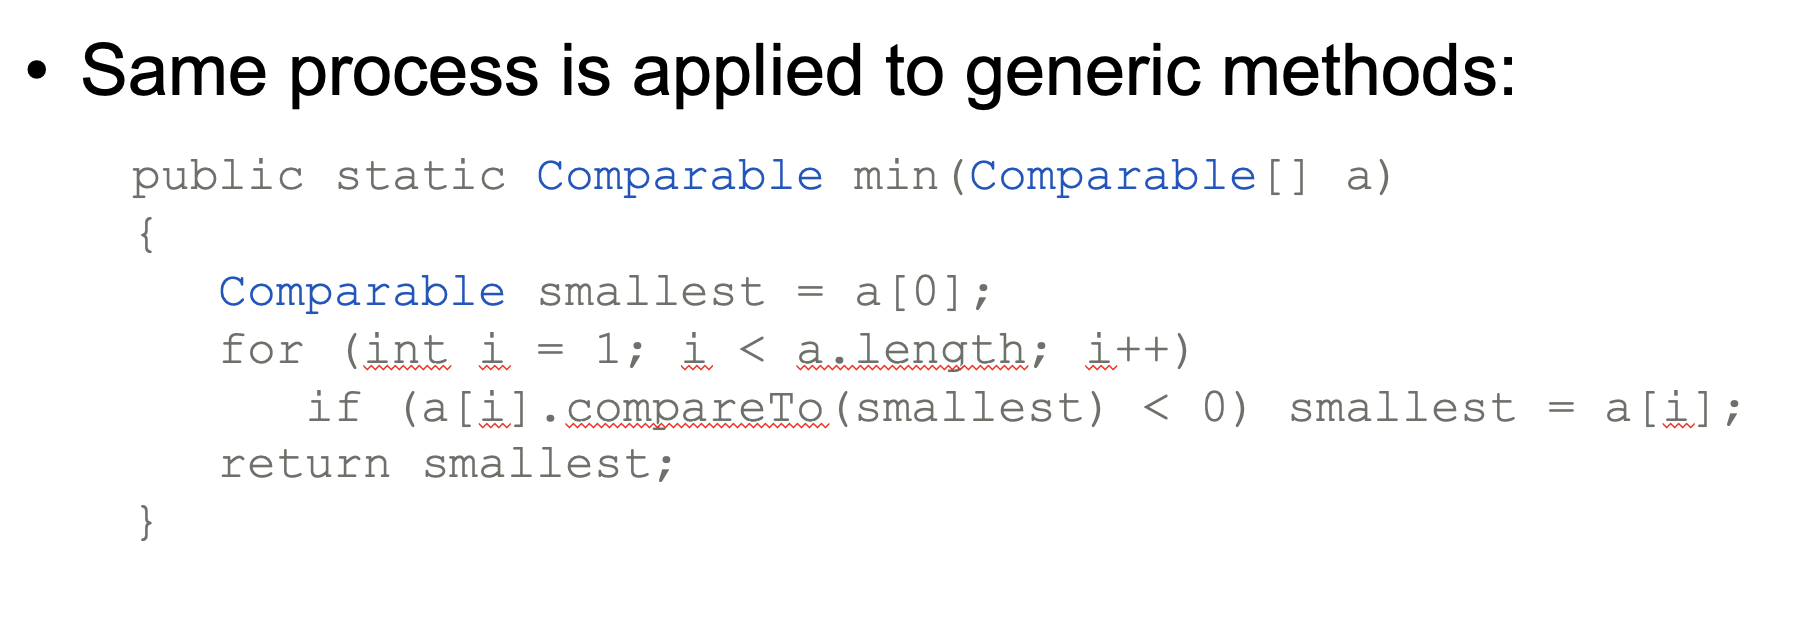 • Same process is applied to generic methods:
public static Comparable min(Comparable[] a)
{
   Comparable smallest = a[0];
   for (int i = 1; i < a.length; i++)
      if (a[i].compareTo(smallest) < 0) smallest = a[i];
   return smallest;
}